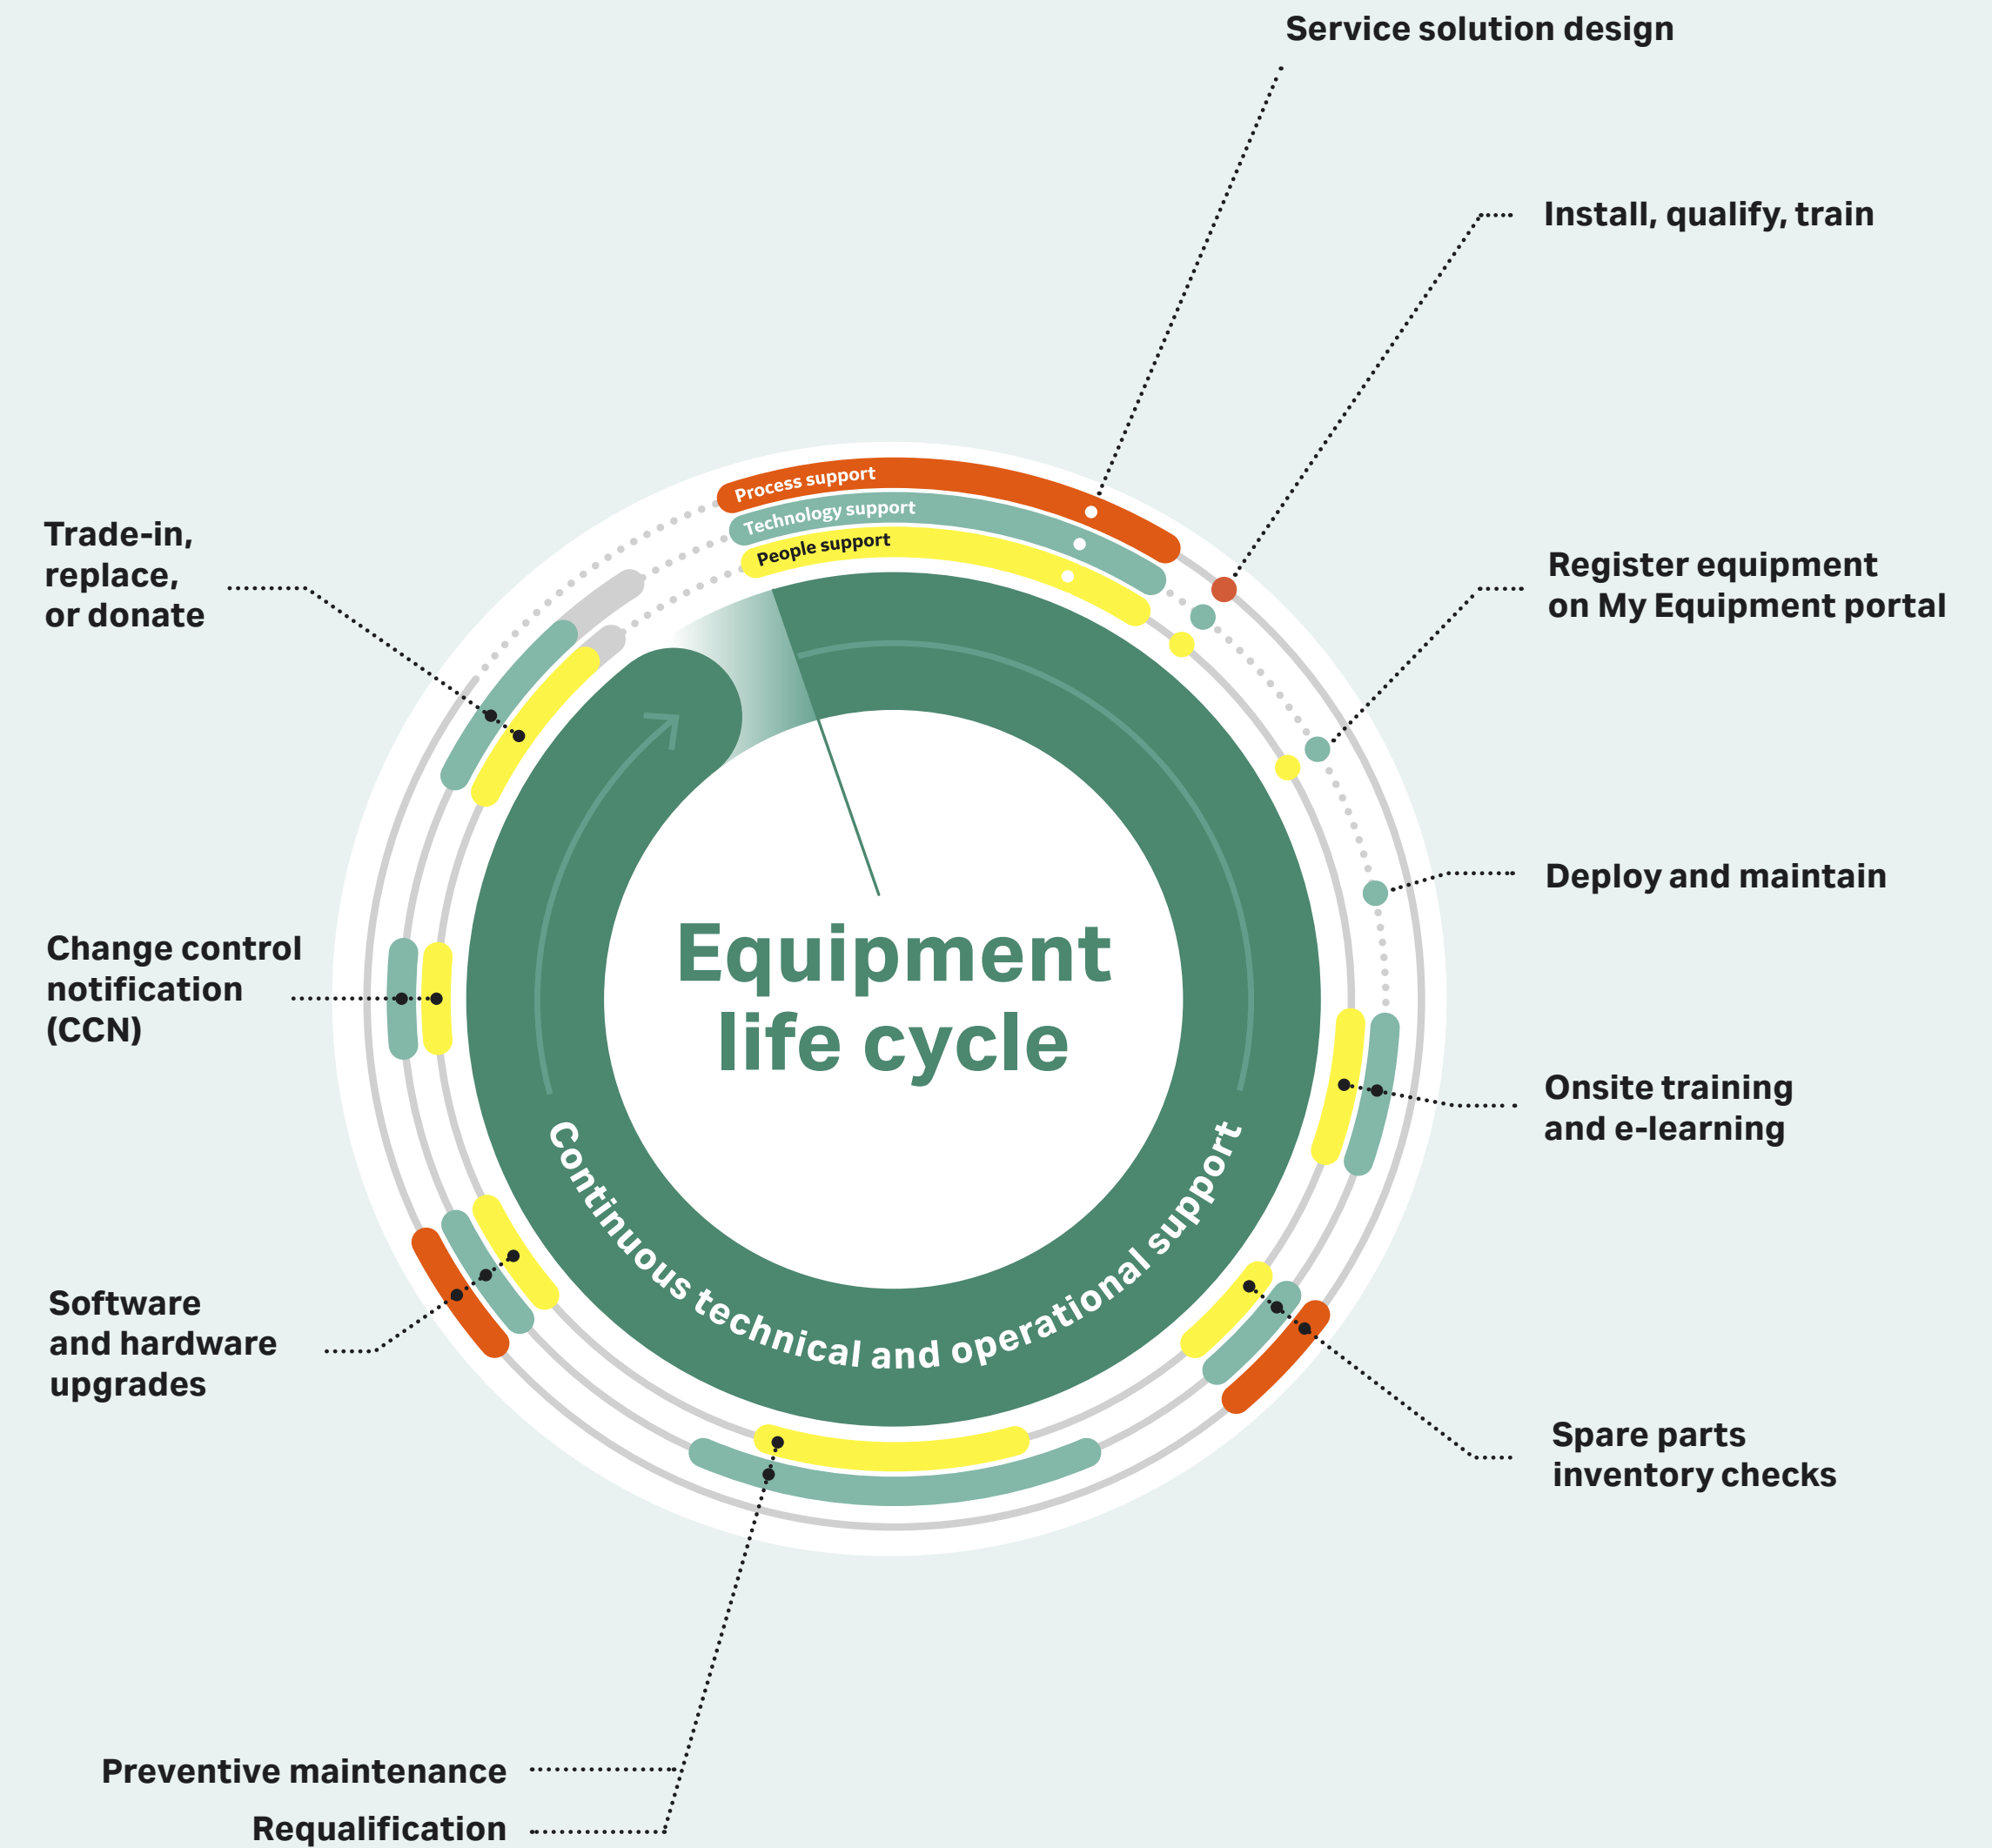 Service solution design
Install, qualify, train
Process support
Technology support
People support
Trade-in,
replace,
or donate
Register equipment
on My Equipment portal
Deploy and maintain
Change control
notification
(CCN)
Equipment
life cycle
Onsite training
and e-learning
Continuous technical and operational support
Software
and hardware
upgrades
Spare parts
inventory checks
Preventive maintenance
Requalification